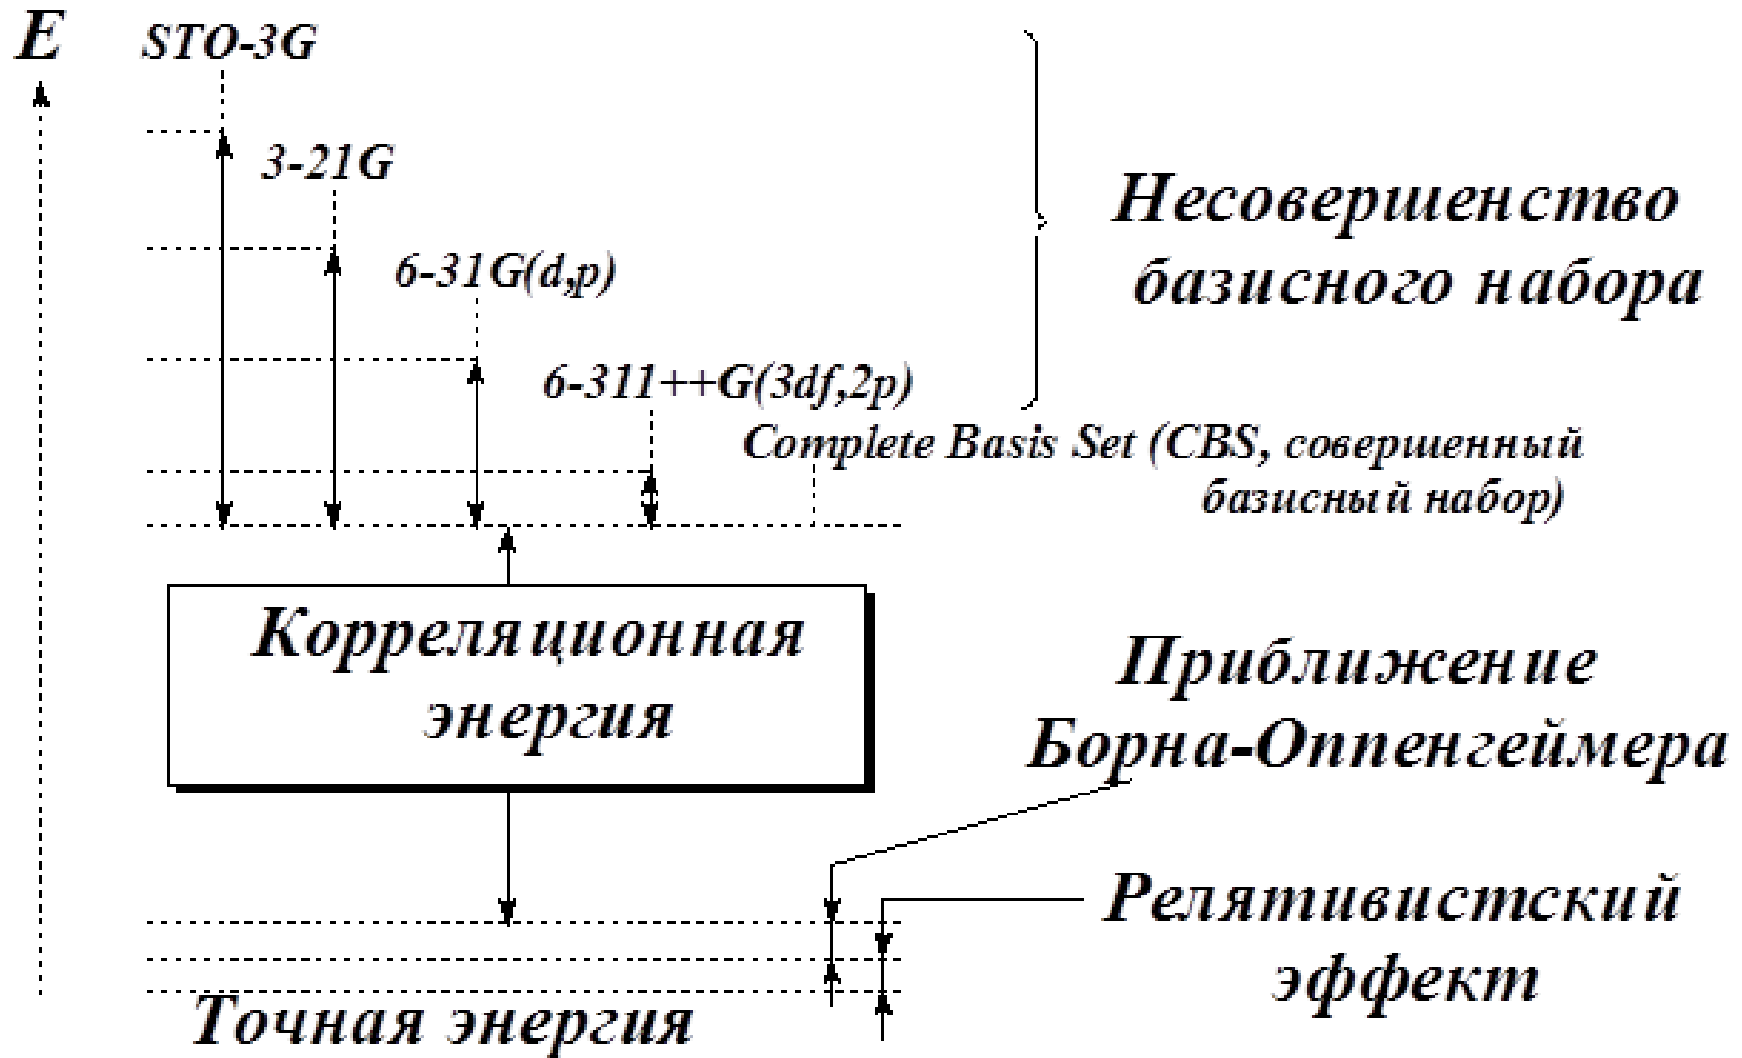 E
STO-3G
3-21G
6-31G(d,p)
6-311++G(3df,2p)
Несовершенство
базисного набора
Complete Basis Set (CBS, совершенный
базисный набор)
Корреляционная
энергия
Приближение
Борна-Оппенгеймера
Релятивистский
эффект
Точная энергия